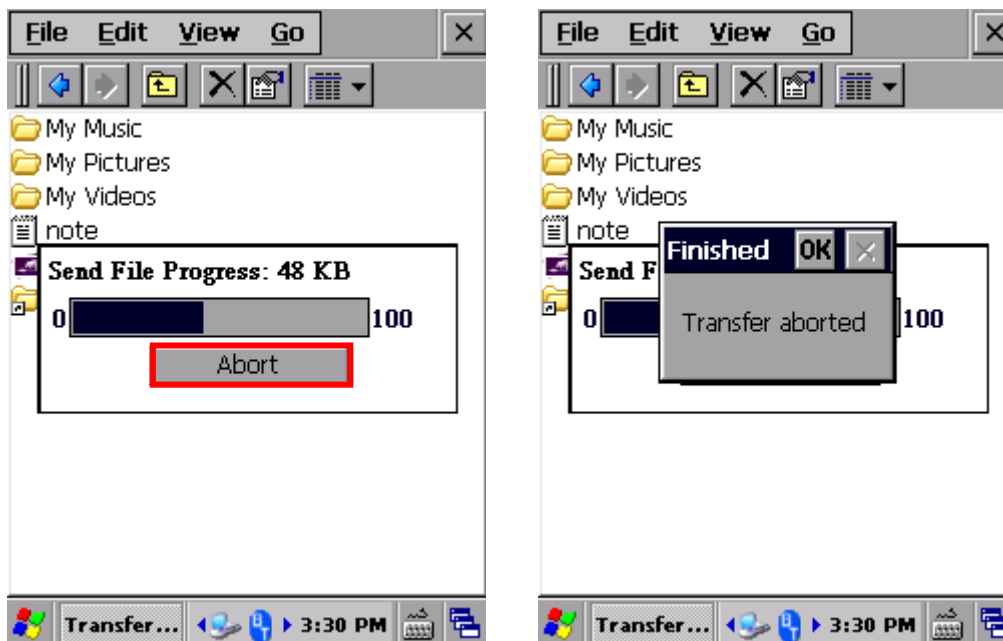 File Edit View Go
My Music
My Pictures
My Videos
note
Send File Progress: 48 KB
0 100
Abort
Transfer... 3:30 PM
File Edit View Go
My Music
My Pictures
My Videos
note
Finished OK
Send F
0 100
Transfer aborted
Transfer... 3:30 PM